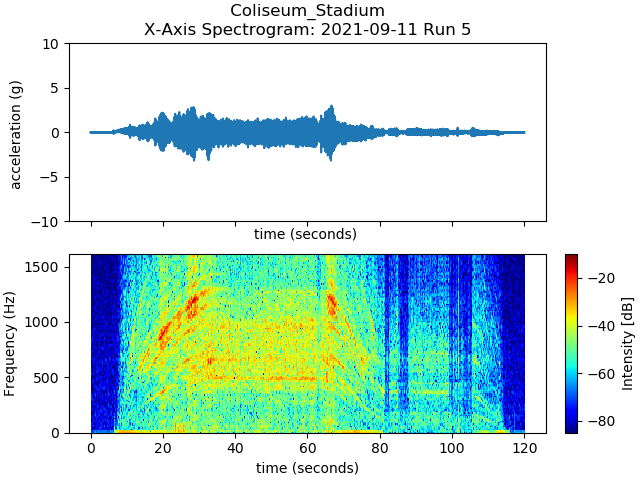 Coliseum_Stadium
X-Axis Spectrogram: 2021-09-11 Run 5
10
5
0
−5
−10
acceleration (g)
time (seconds)
1500
1000
500
0
Frequency (Hz)
0 20 40 60 80 100 120
time (seconds)
−20
−40
−60
−80
Intensity [dB]